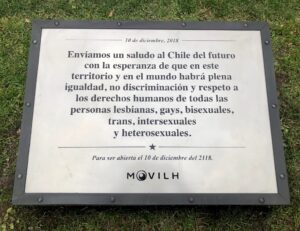 10 de diciembre, 2018
Enviamos un saludo al Chile del futuro
con la esperanza de que en este
territorio y en el mundo habrá plena
igualdad, no discriminación y respeto a
los derechos humanos de todas las
personas lesbianas, gays, bisexuales,
trans, intersexuales
y heterosexuales.
Para ser abierta el 10 de diciembre del 2118.
MOVILH